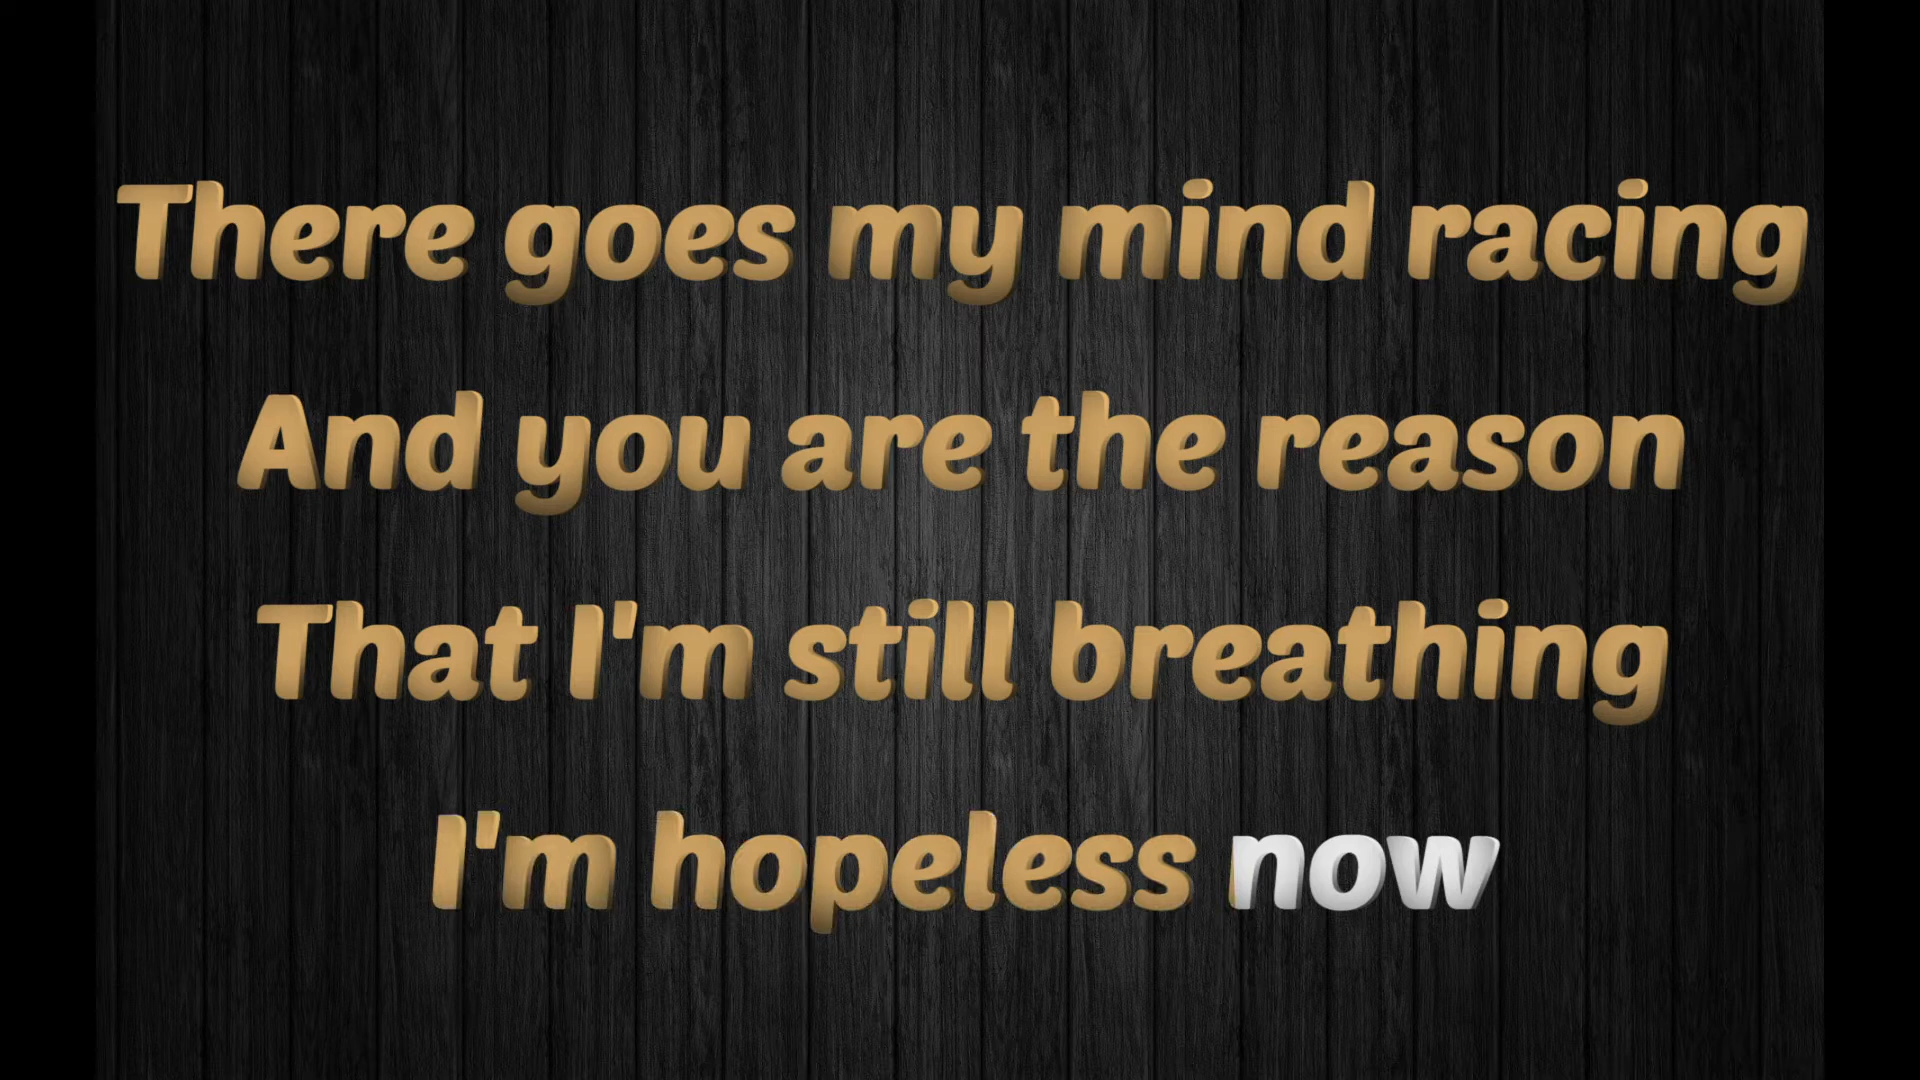 There goes my mind racing
And you are the reason
That I'm still breathing
I'm hopeless now